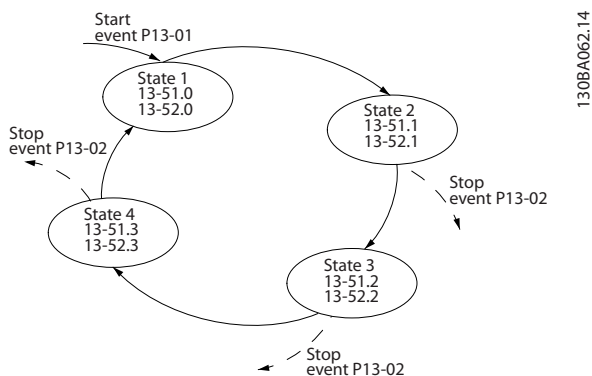 Start
event P13-01
130BA062.14
State 1
13-51.0
13-52.0
State 2
13-51.1
13-52.1
Stop
event P13-02
Stop
event P13-02
State 4
13-51.3
13-52.3
State 3
13-51.2
13-52.2
Stop
event P13-02